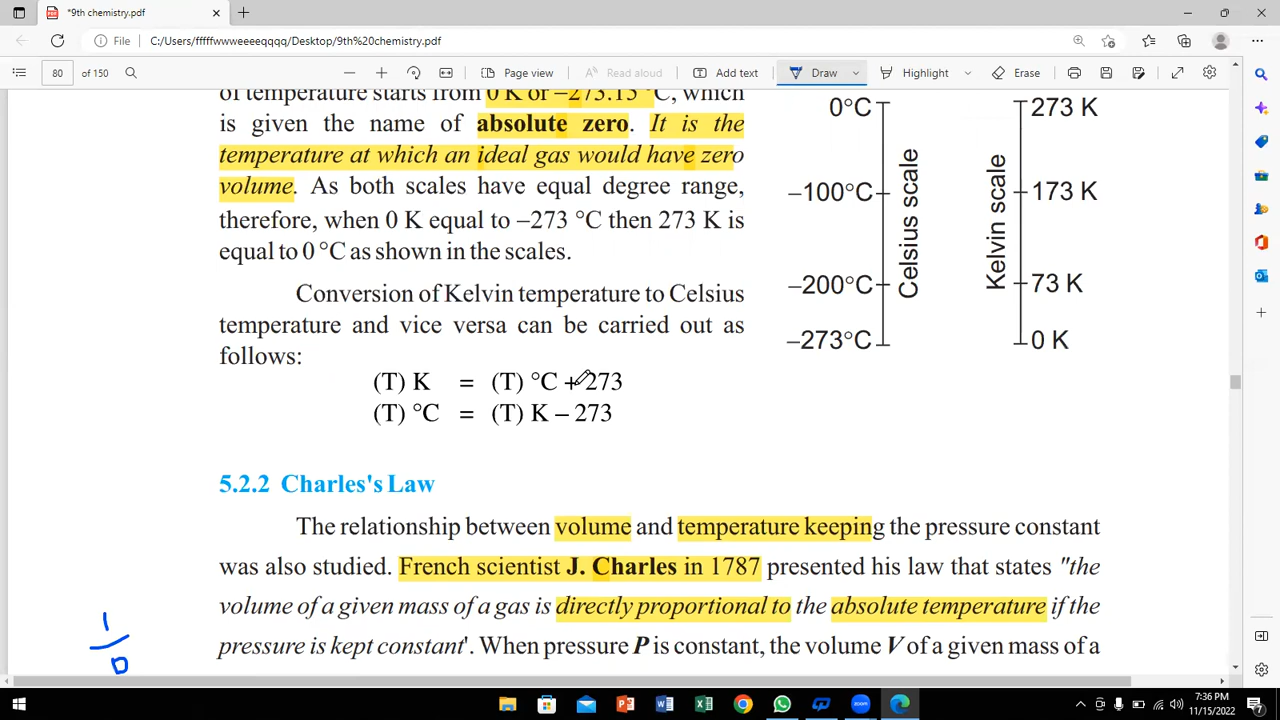 *9th chemistry.pdf
File C:/Users/fffffwwweeeeqqqq/Desktop/9th%20chemistry.pdf
80 of 150 Page view Read aloud Add text Draw Highlight Erase
of temperature starts from 0 K or –273.15 °C, which
is given the name of absolute zero. It is the
temperature at which an ideal gas would have zero
volume. As both scales have equal degree range,
therefore, when 0 K equal to –273 °C then 273 K is
equal to 0 °C as shown in the scales.
Conversion of Kelvin temperature to Celsius
temperature and vice versa can be carried out as
follows:
(T) K = (T) °C + 273
(T) °C = (T) K – 273
0°C
–100°C
–200°C
–273°C
Celsius scale
Kelvin scale
273 K
173 K
73 K
0 K
5.2.2 Charles's Law
The relationship between volume and temperature keeping the pressure constant
was also studied. French scientist J. Charles in 1787 presented his law that states "the
volume of a given mass of a gas is directly proportional to the absolute temperature if the
pressure is kept constant'. When pressure P is constant, the volume V of a given mass of a
1
0
zoom
7:36 PM
11/15/2022
7